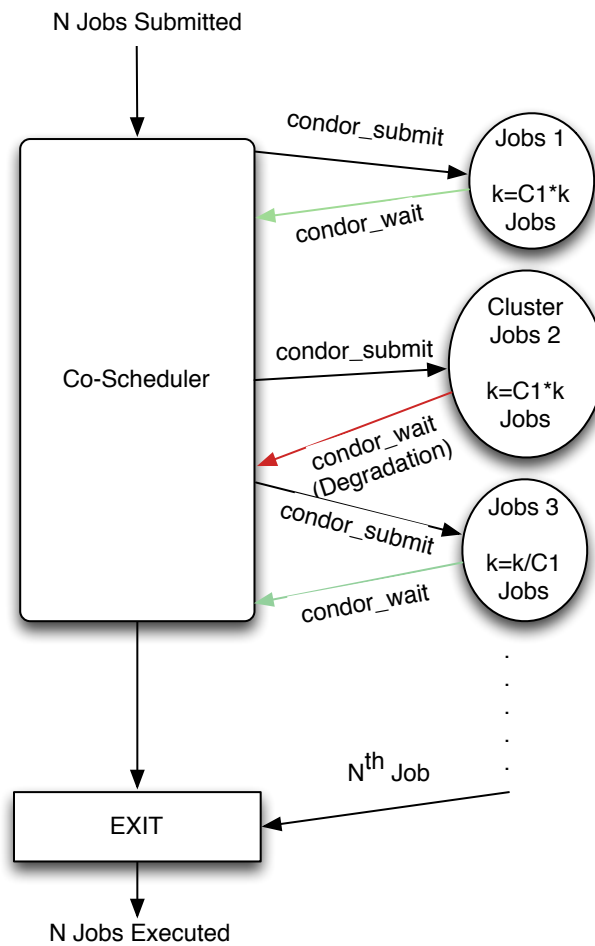 N Jobs Submitted
condor_submit
Jobs 1
k=C1*k
Jobs
condor_wait
Co-Scheduler
condor_submit
Cluster
Jobs 2
k=C1*k
Jobs
condor_wait
(Degradation)
condor_submit
Jobs 3
k=k/C1
Jobs
condor_wait
Nth Job
EXIT
N Jobs Executed